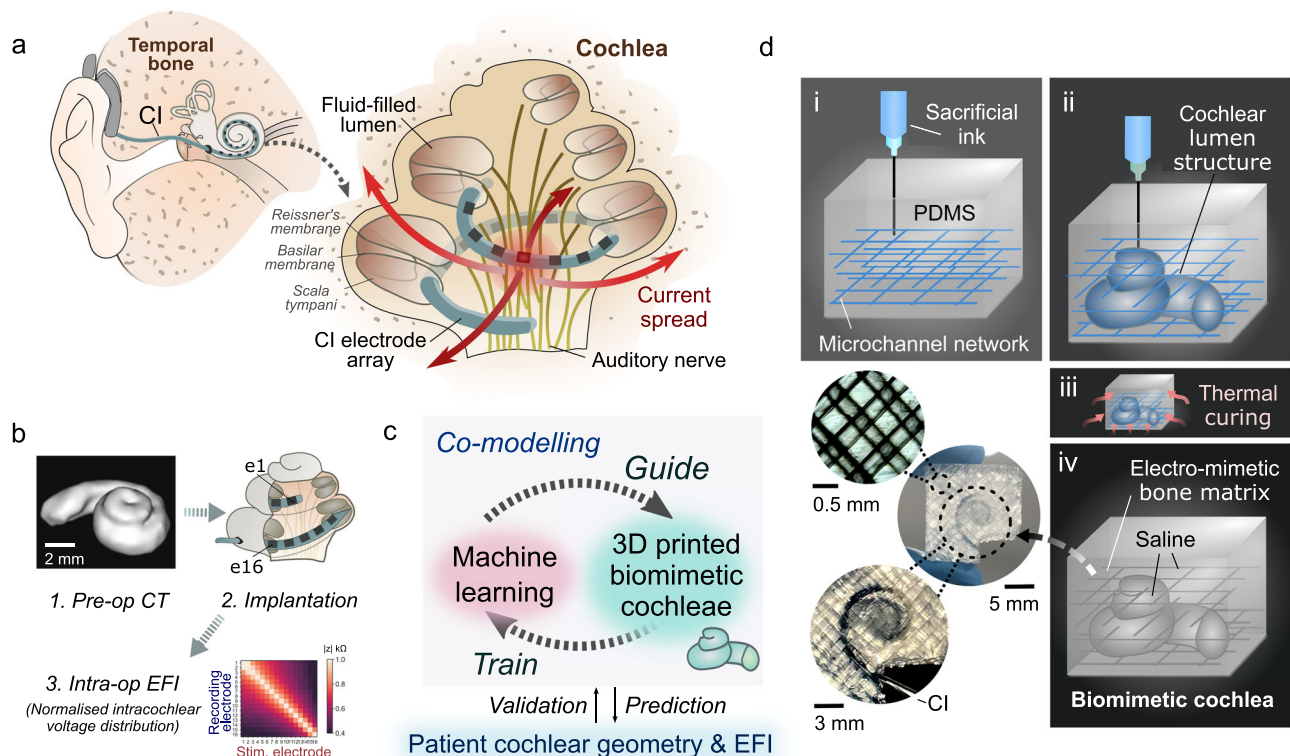 a
Temporal
bone
CI
Cochlea
Fluid-filled
lumen
Reissner's
membrane
Basilar
membrane
Scala
tympani
CI electrode
array
Current
spread
Auditory nerve
b
2 mm
e1
e16
1. Pre-op CT
2. Implantation
3. Intra-op EFI
(Normalised intracochlear
voltage distribution)
|z| kΩ
1.0
0.8
0.6
0.4
Recording
electrode
Stim. electrode
c
Co-modelling
Guide
Machine
learning
3D printed
biomimetic
cochleae
Train
Validation
Prediction
Patient cochlear geometry & EFI
d
i
Sacrificial
ink
PDMS
Microchannel network
ii
Cochlear
lumen
structure
iii
Thermal
curing
iv
Electro-mimetic
bone matrix
Saline
Biomimetic cochlea
0.5 mm
5 mm
CI
3 mm